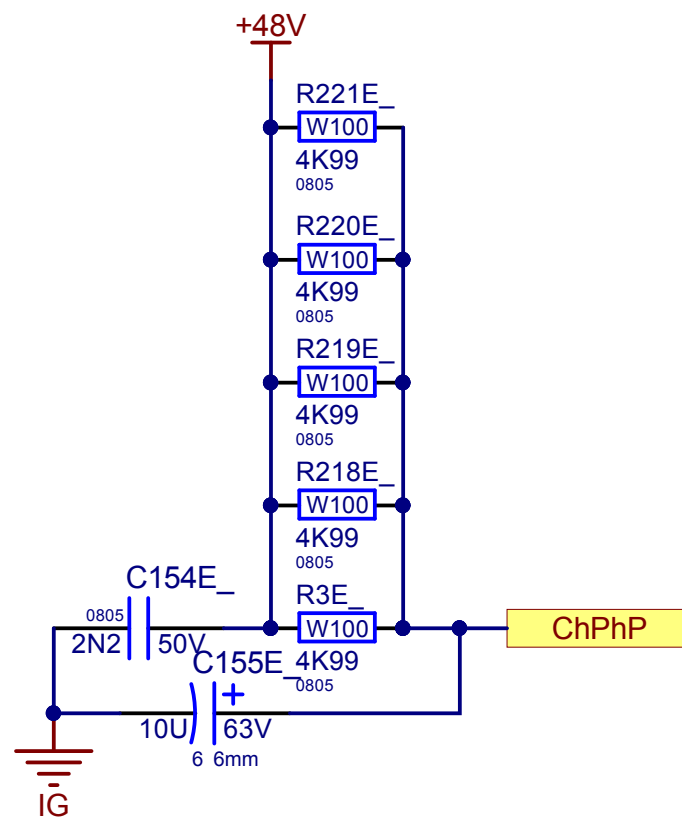 +48V
R221E_
W100
4K99
0805
R220E_
W100
4K99
0805
R219E_
W100
4K99
0805
R218E_
W100
4K99
0805
C154E_
R3E_
0805
2N2
50V
W100
ChPhP
C155E_
4K99
0805
10U
63V
6 6mm
IG